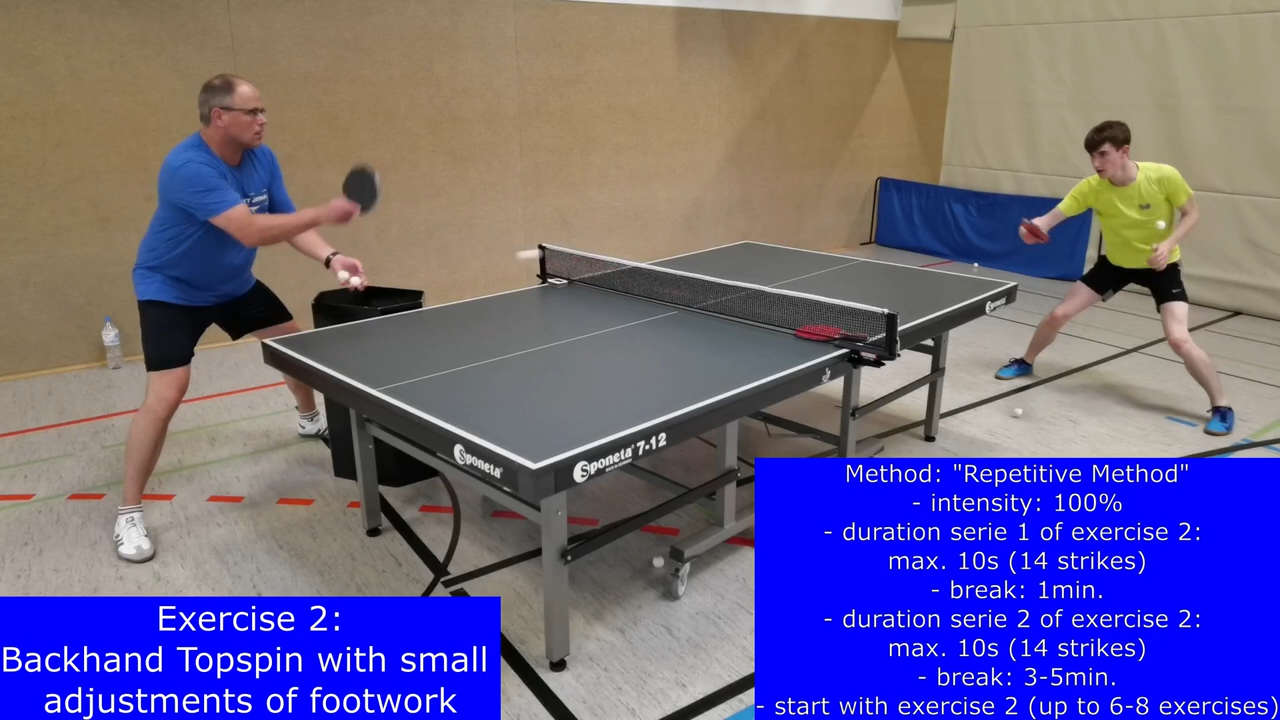 Sponeta
Sponeta
Sponeta 7-12
Exercise 2:
Backhand Topspin with small
adjustments of footwork
Method: "Repetitive Method"
- intensity: 100%
- duration serie 1 of exercise 2:
max. 10s (14 strikes)
- break: 1min.
- duration serie 2 of exercise 2:
max. 10s (14 strikes)
- break: 3-5min.
- start with exercise 2 (up to 6-8 exercises)